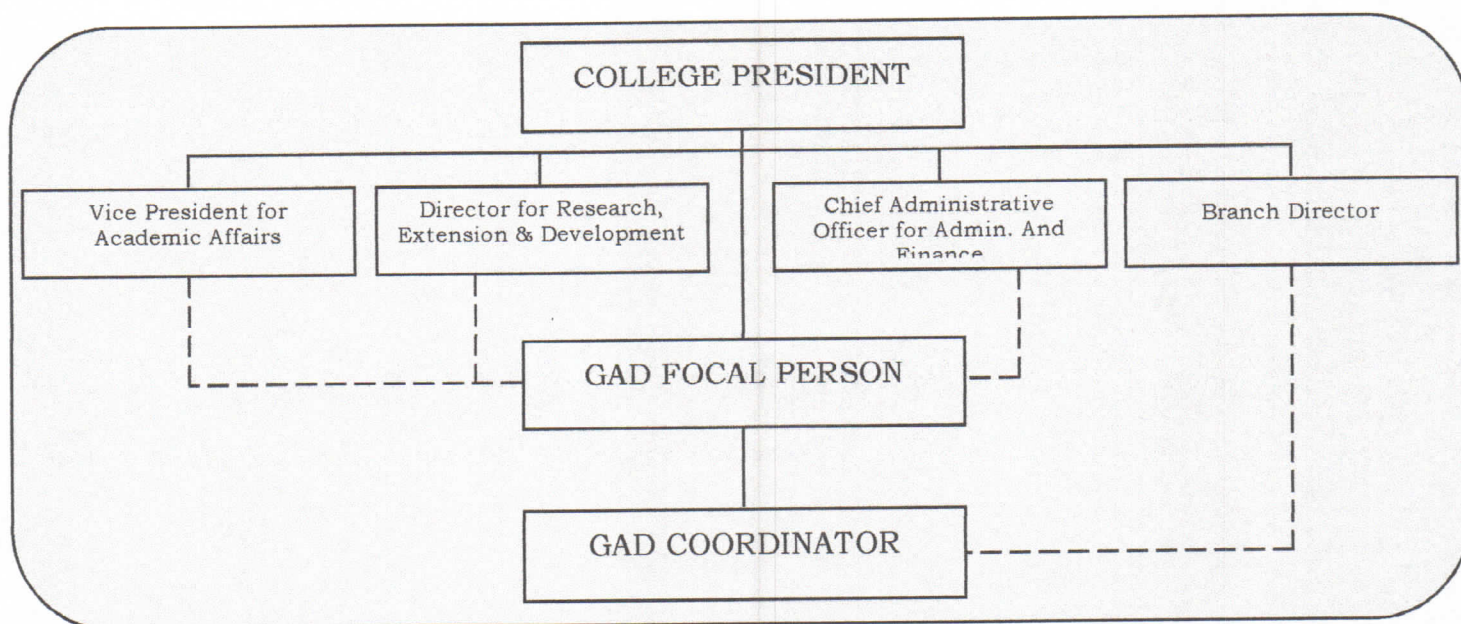 COLLEGE PRESIDENT
Vice President for
Academic Affairs
Director for Research,
Extension & Development
Chief Administrative
Officer for Admin. And
Finance
Branch Director
GAD FOCAL PERSON
GAD COORDINATOR